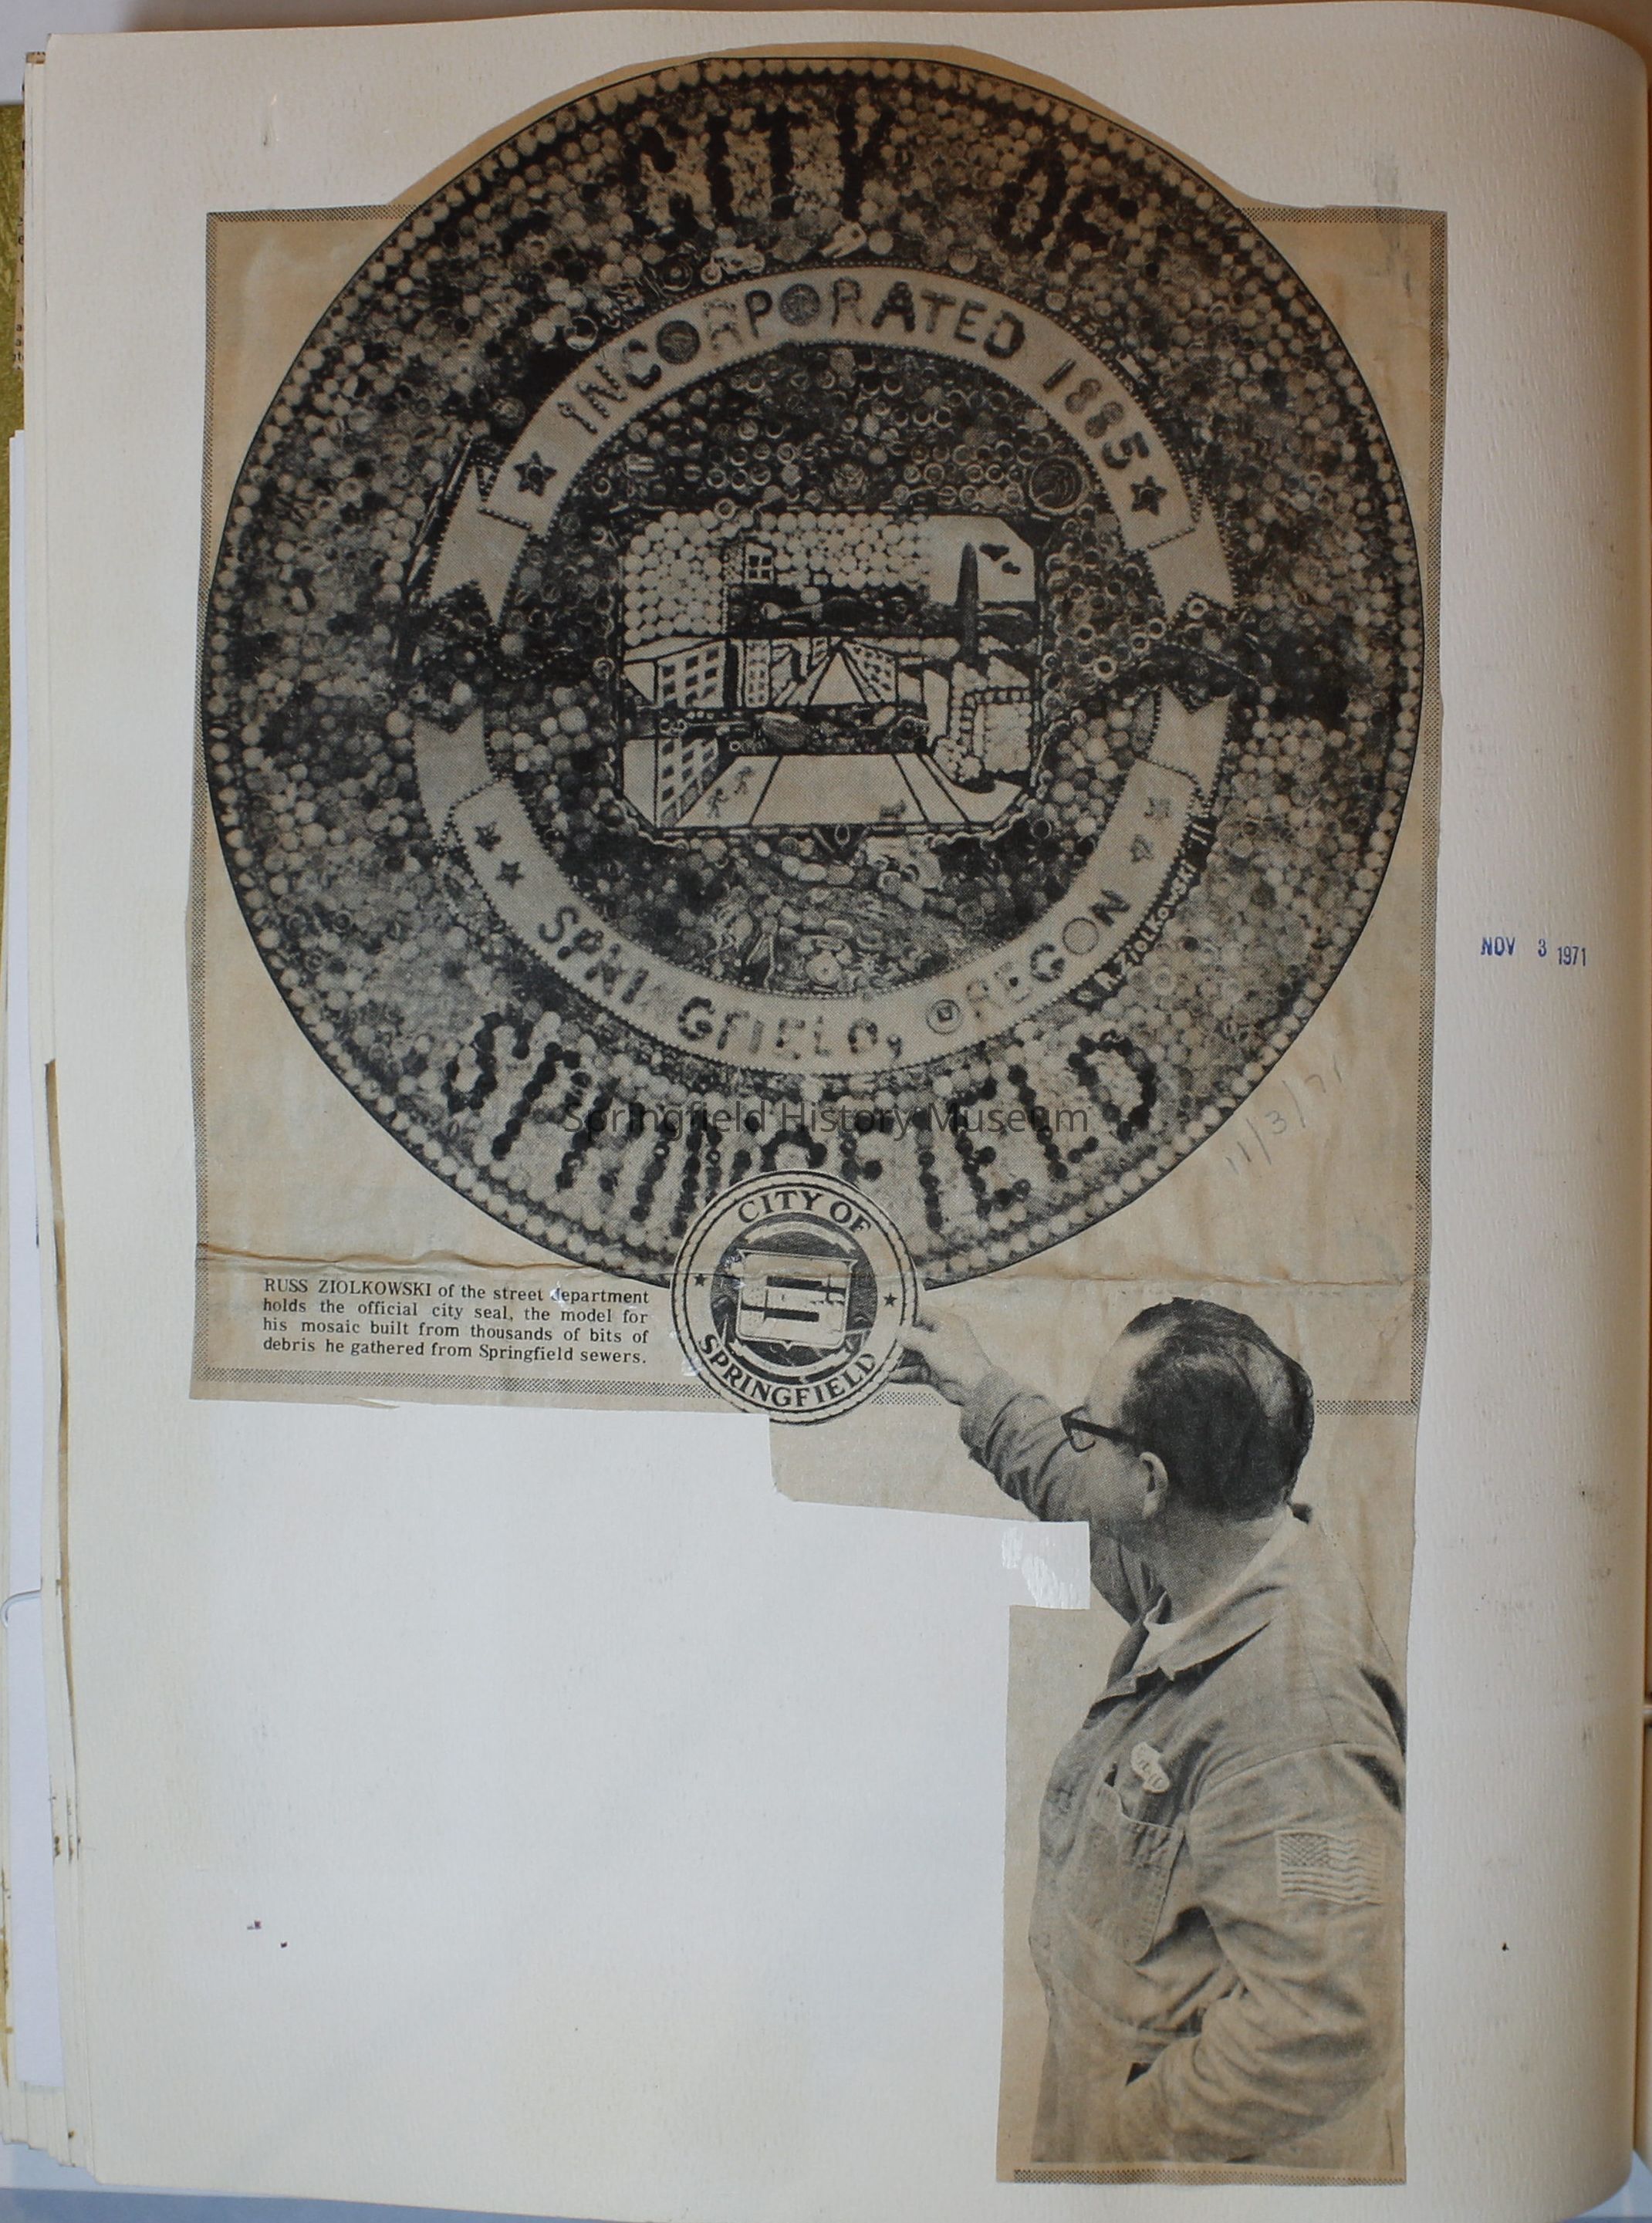 CITY OF
INCORPORATED 1885
SPRINGFIELD, OREGON
R. ZIOLKOWSKI 71
SPRINGFIELD
Springfield History Museum
NOV 3 1971
11/3/71
CITY OF
SPRINGFIELD
RUSS ZIOLKOWSKI of the street department
holds the official city seal, the model for
his mosaic built from thousands of bits of
debris he gathered from Springfield sewers.